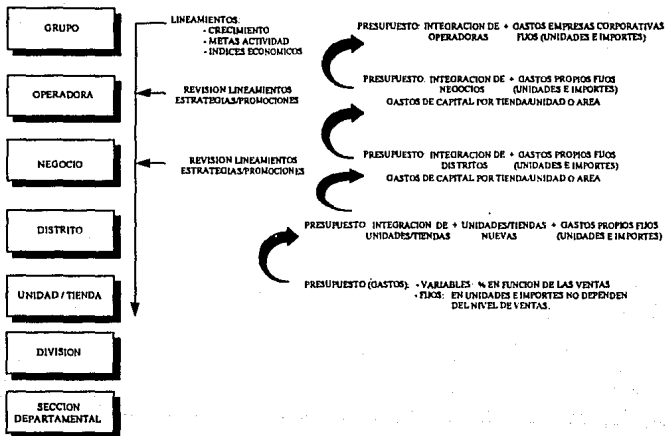 GRUPO
LINEAMIENTOS:
- CRECIMIENTO
- METAS ACTIVIDAD
- INDICES ECONOMICOS
PRESUPUESTO: INTEGRACION DE + GASTOS EMPRESAS CORPORATIVAS
OPERADORAS FIJOS (UNIDADES E IMPORTES)
OPERADORA
REVISION LINEAMIENTOS
ESTRATEGIAS/PROMOCIONES
PRESUPUESTO: INTEGRACION DE + GASTOS PROPIOS FIJOS
NEGOCIOS (UNIDADES E IMPORTES)
GASTOS DE CAPITAL POR TIENDA/UNIDAD O AREA
NEGOCIO
REVISION LINEAMIENTOS
ESTRATEGIAS/PROMOCIONES
PRESUPUESTO: INTEGRACION DE + GASTOS PROPIOS FIJOS
DISTRITOS (UNIDADES E IMPORTES)
GASTOS DE CAPITAL POR TIENDA/UNIDAD O AREA
DISTRITO
PRESUPUESTO: INTEGRACION DE + UNIDADES/TIENDAS + GASTOS PROPIOS FIJOS
UNIDADES/TIENDAS NUEVAS (UNIDADES E IMPORTES)
UNIDAD / TIENDA
PRESUPUESTO (GASTOS): - VARIABLES: % EN FUNCION DE LAS VENTAS
- FIJOS: EN UNIDADES E IMPORTES NO DEPENDEN
DEL NIVEL DE VENTAS.
DIVISION
SECCION
DEPARTAMENTAL